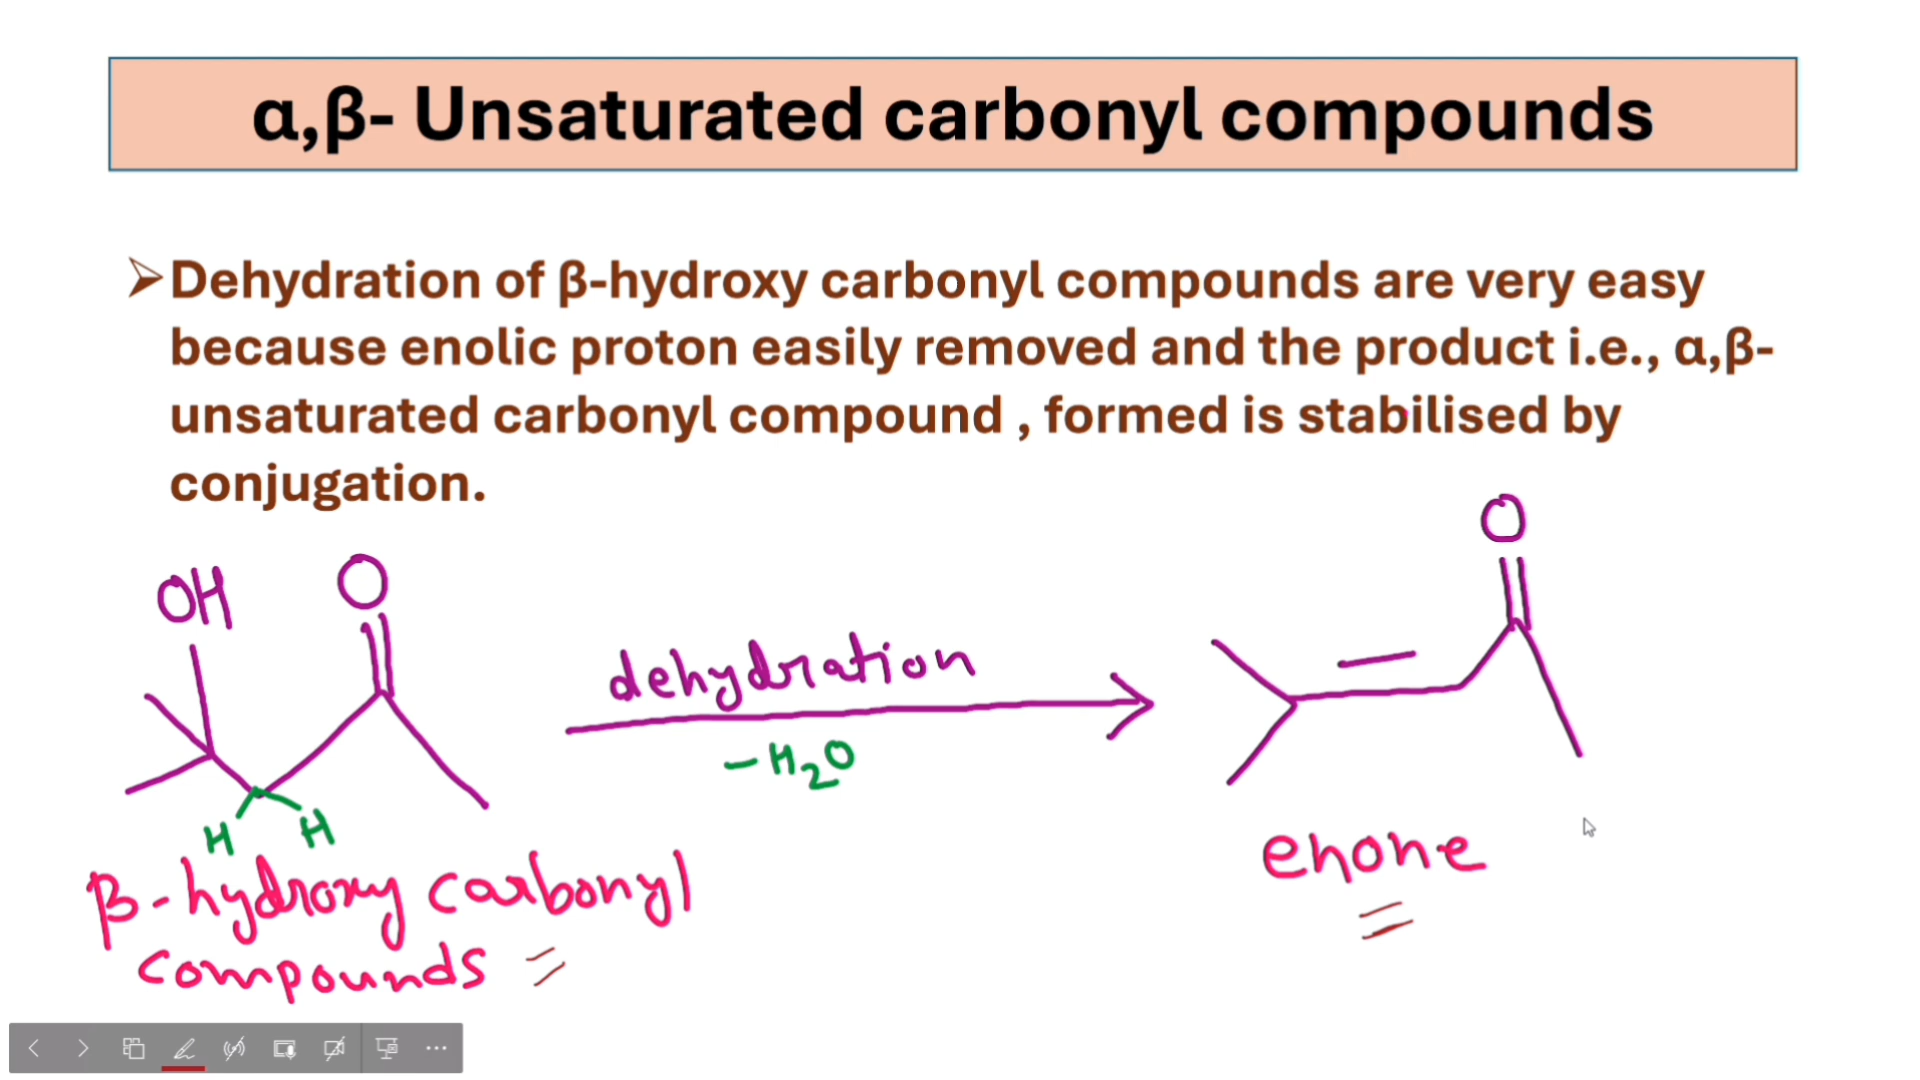 α,β- Unsaturated carbonyl compounds
➢Dehydration of β-hydroxy carbonyl compounds are very easy
because enolic proton easily removed and the product i.e., α,β-
unsaturated carbonyl compound , formed is stabilised by
conjugation.
O
OH O
dehydration
-H₂O
H H
enone
β-hydroxy carbonyl
compounds